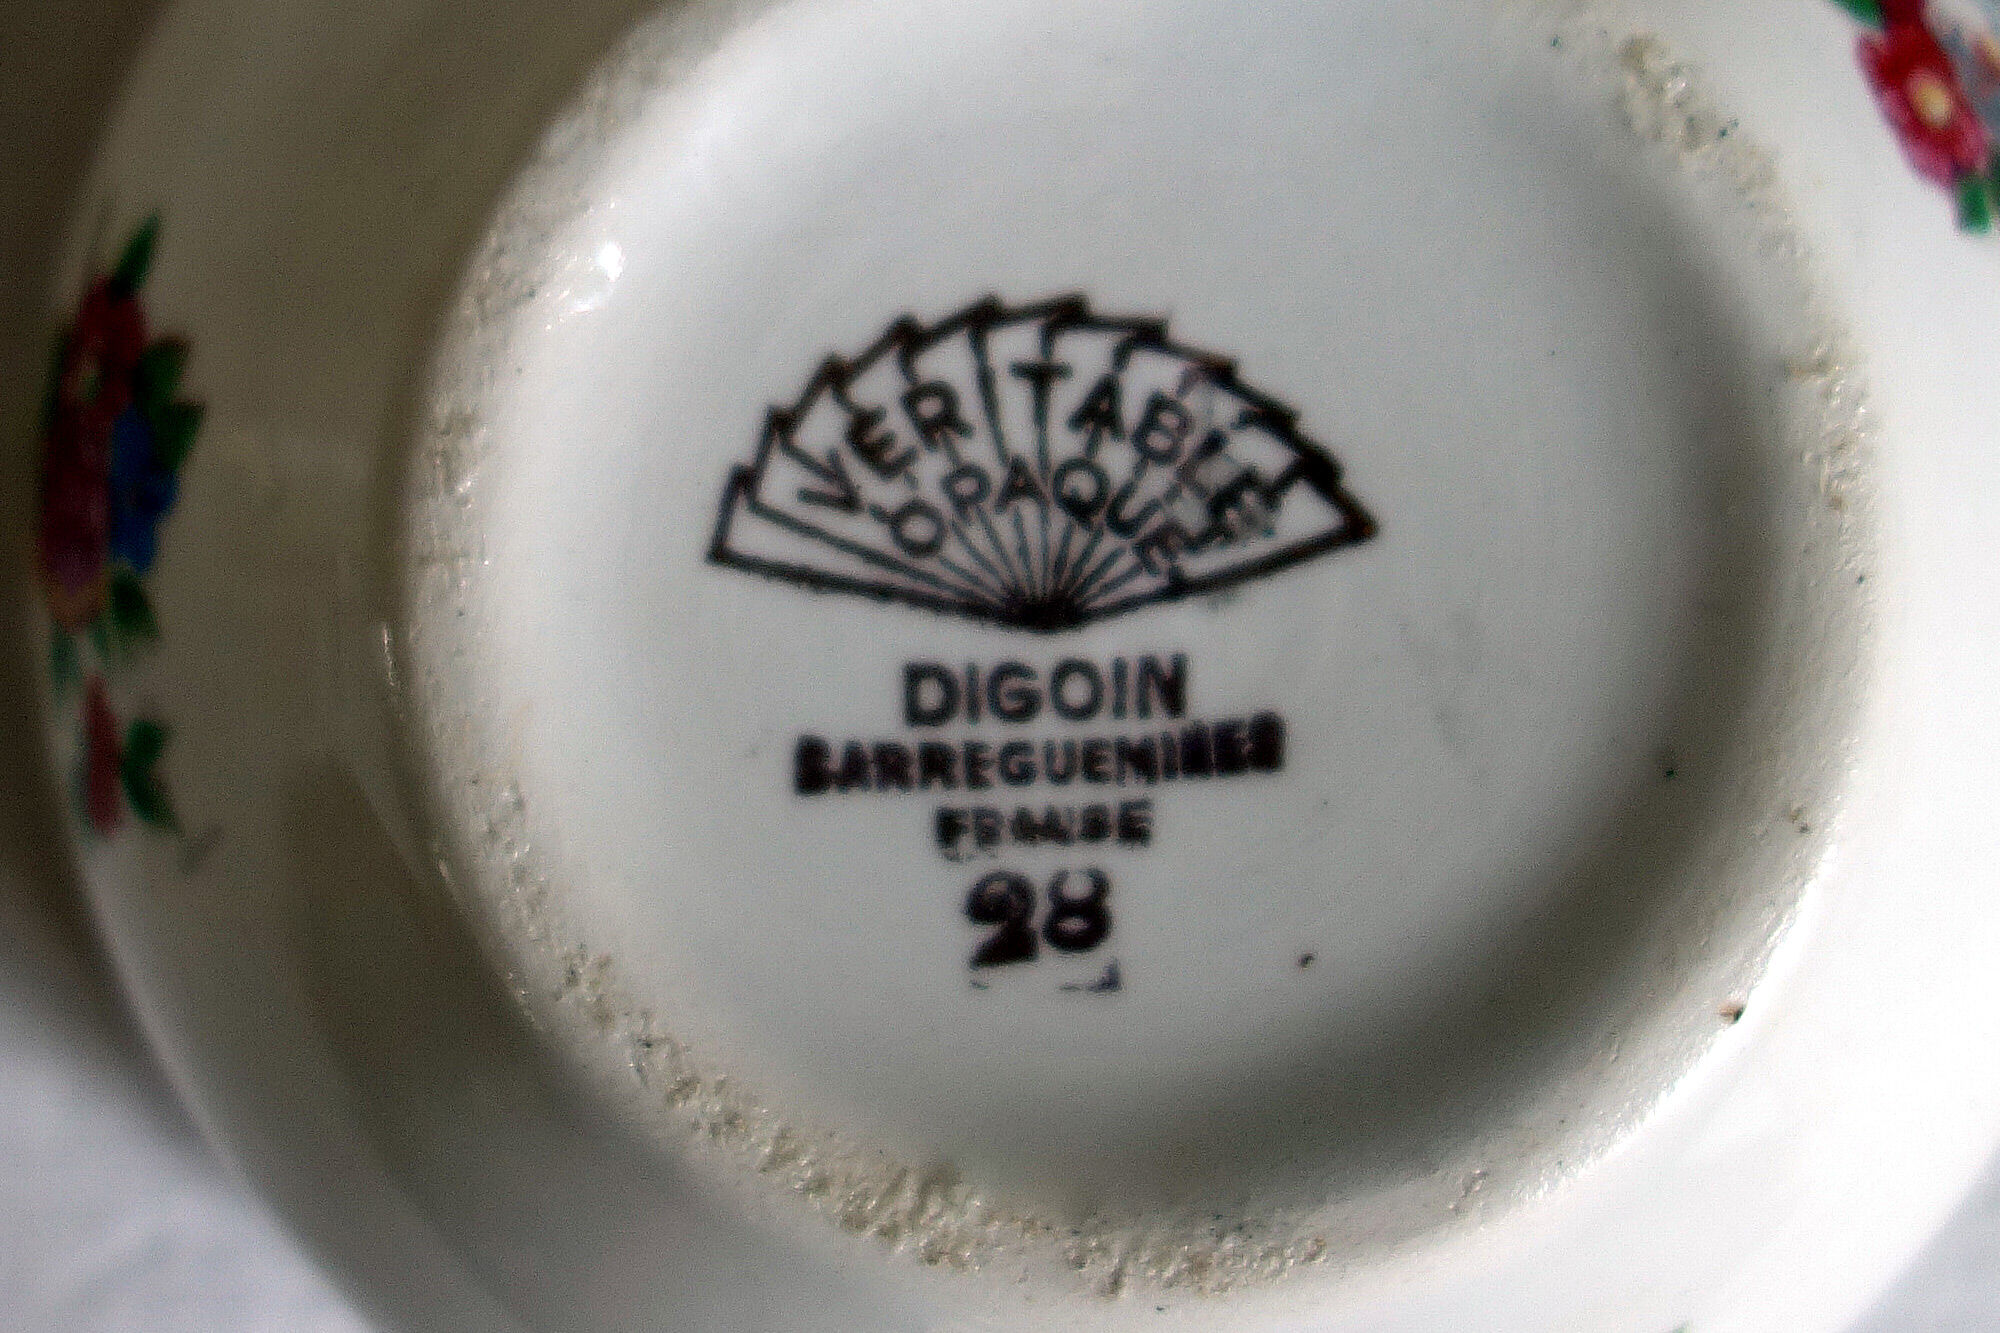 VERITABLE
OPAQUE
DIGOIN
SARREGUEMINES
FRANCE
28